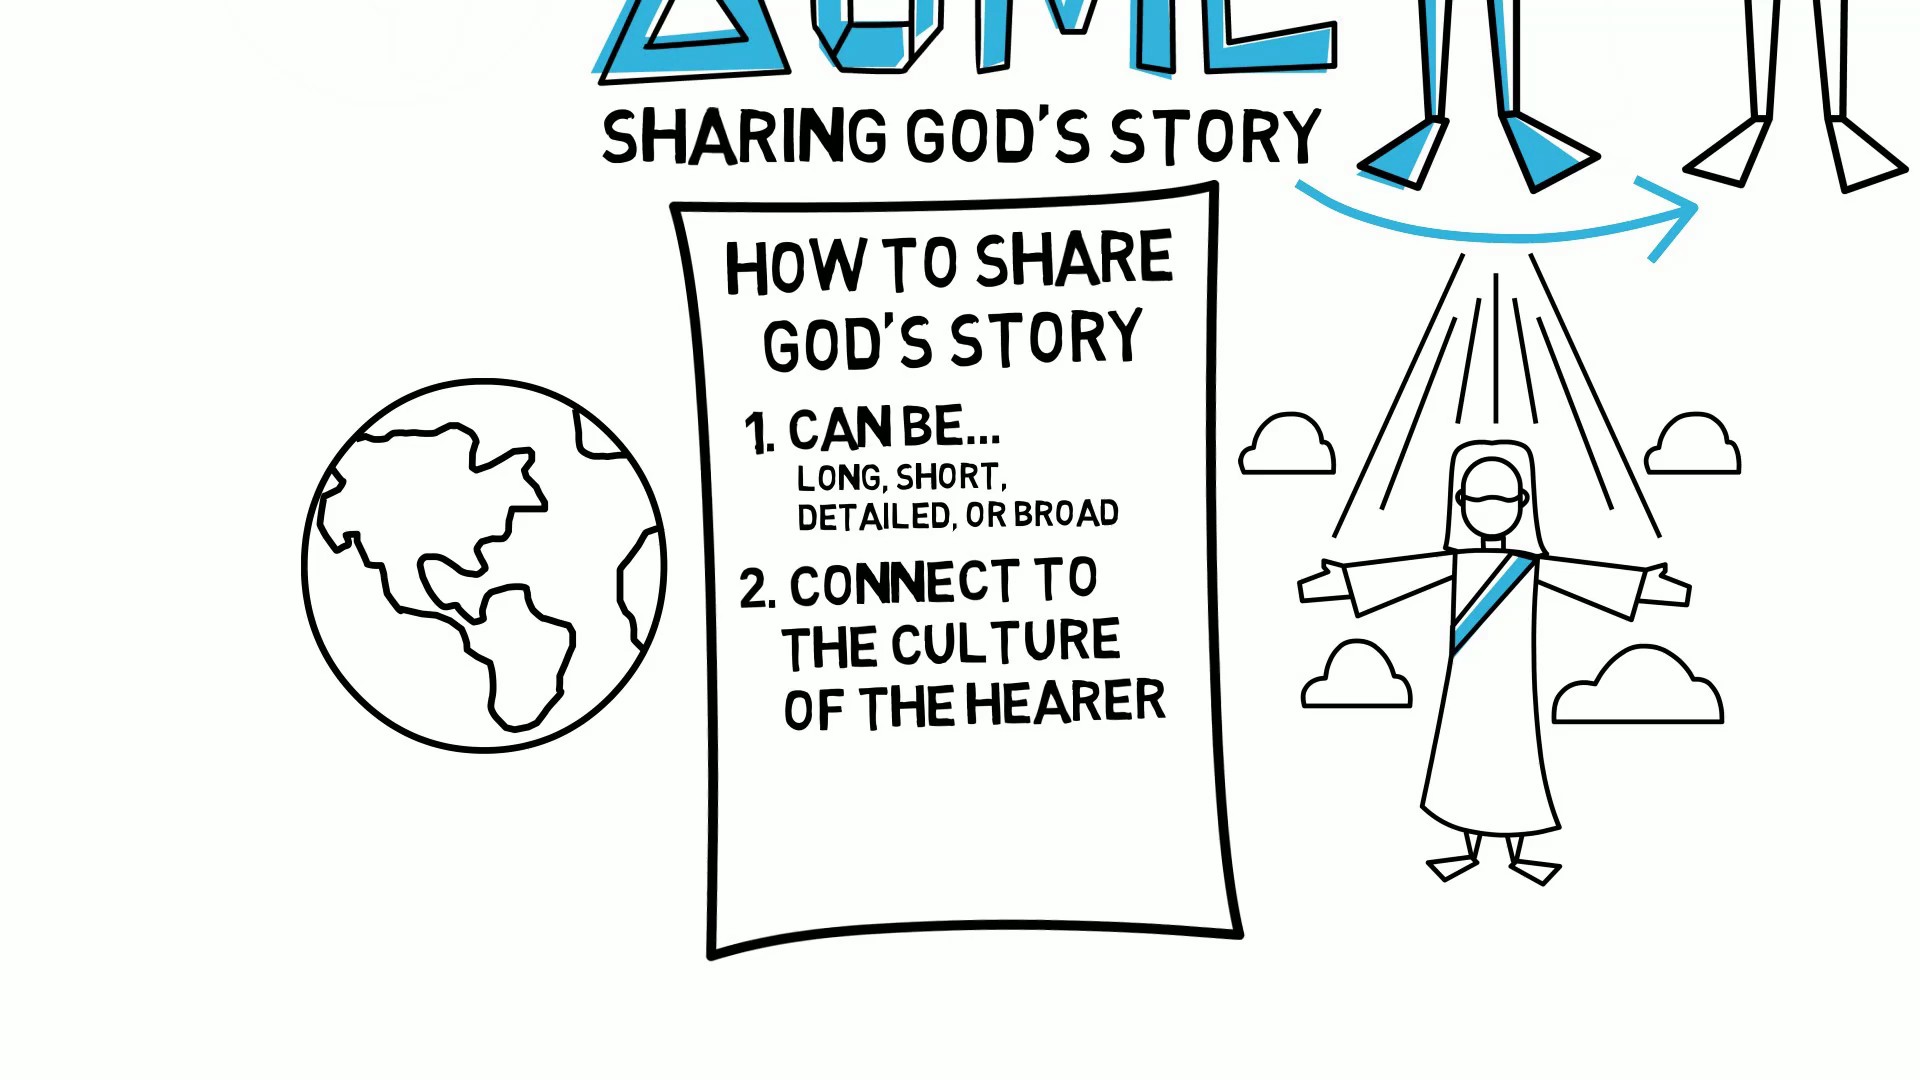 SHARING GOD'S STORY
HOW TO SHARE
GOD'S STORY
1. CAN BE...
LONG, SHORT,
DETAILED, OR BROAD
2. CONNECT TO
THE CULTURE
OF THE HEARER